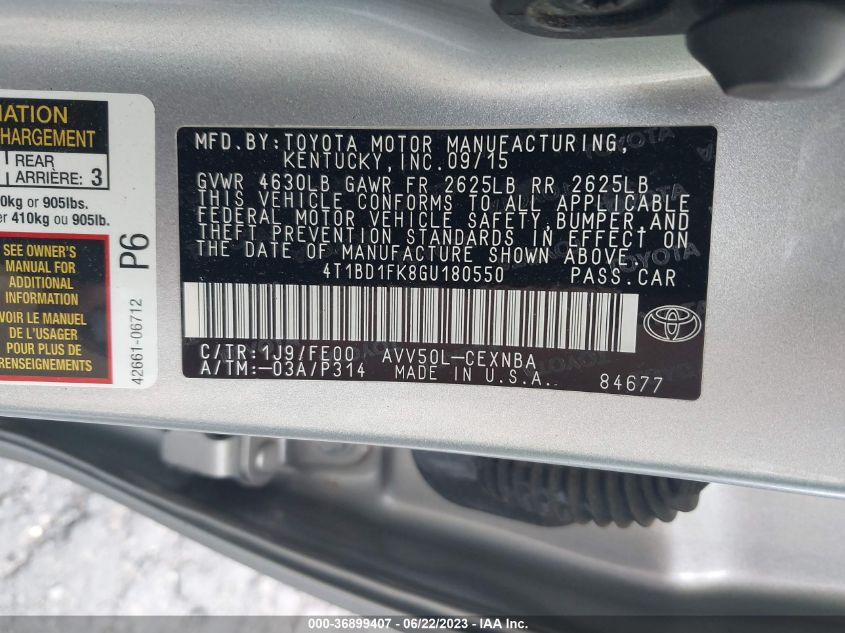 MATION
CHARGEMENT
REAR
ARRIÈRE: 3
0kg or 905lbs.
er 410kg ou 905lb.
SEE OWNER'S
MANUAL FOR
ADDITIONAL
INFORMATION
VOIR LE MANUEL
DE L'USAGER
POUR PLUS DE
RENSEIGNEMENTS
P6
42661-06712
MFD.BY:TOYOTA MOTOR MANUFACTURING,
KENTUCKY,INC.09/15
GVWR 4630LB GAWR FR 2625LB RR 2625LB
THIS VEHICLE CONFORMS TO ALL APPLICABLE
FEDERAL MOTOR VEHICLE SAFETY,BUMPER,AND
THEFT PREVENTION STANDARDS IN EFFECT ON
THE DATE OF MANUFACTURE SHOWN ABOVE.
4T1BD1FK8GU180550 PASS.CAR
C/TR:1J9/FE00 AVV50L-CEXNBA
A/TM:-03A/P314 MADE IN U.S.A. 84677
000-36899407 - 06/22/2023 - IAA Inc.